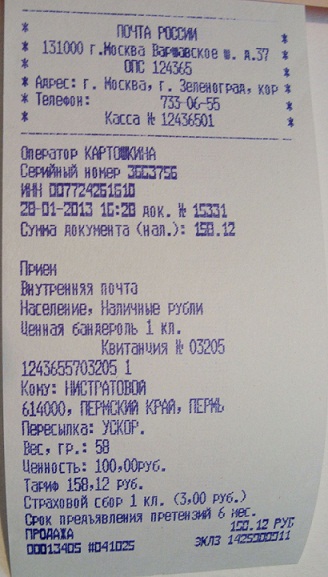 * ПОЧТА РОССИИ *
* 131000 г.Москва Варшавское ш. д.37 *
* ОПС 124365 *
* Адрес: г. Москва, г. Зеленоград, кор *
* Телефон: 733-06-55 *
* Касса № 12436501 *
Оператор КАРТОШКИНА
Серийный номер 3663756
ИНН 007724261610
28-01-2013 16:28 док. № 15331
Сумма документа (нал.): 158.12
Прием
Внутренняя почта
Население, Наличные рубли
Ценная бандероль 1 кл.
Квитанция № 03205
1243655703205 1
Кому: НИСТРАТОВОЙ
614000, ПЕРМСКИЙ КРАЙ, ПЕРМЬ
Пересылка: УСКОР.
Вес, гр.: 58
Ценность: 100,00руб.
Тариф 158,12 руб.
Страховой сбор 1 кл. (3,00 руб.)
Срок предъявления претензий 6 мес.
158.12 РУБ
ПРОДАЖА
00013405 #041025 ЭКЛЗ